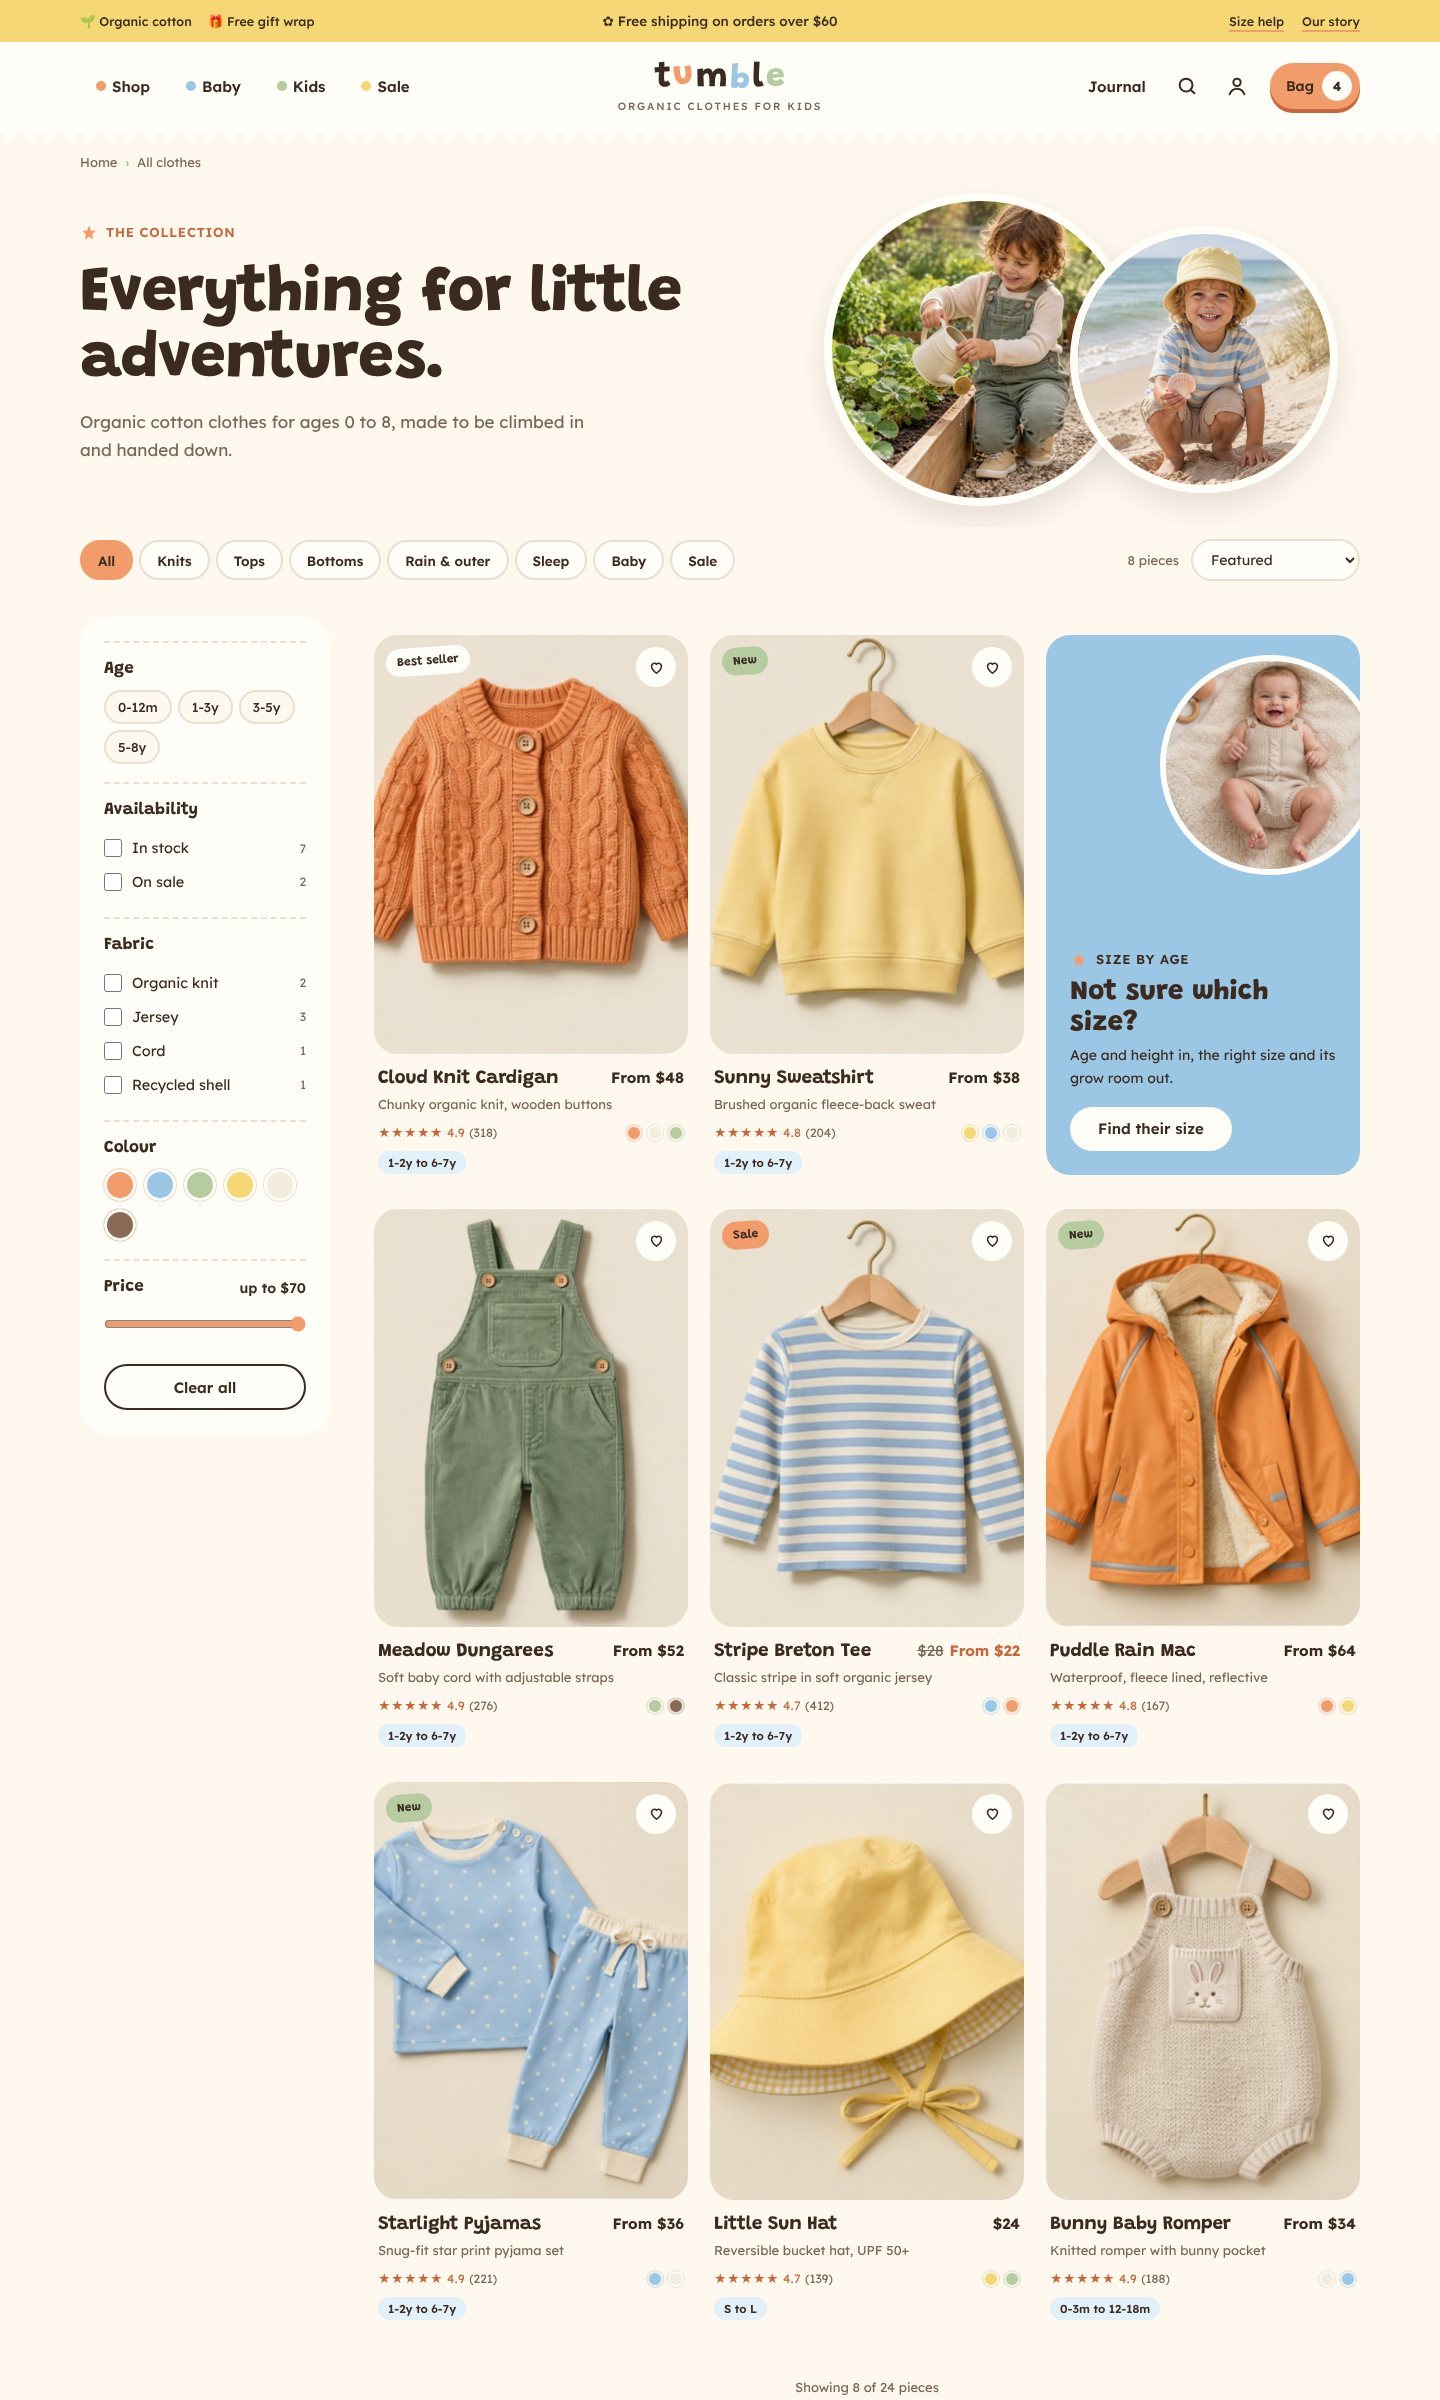 🌱 Organic cotton 🎁 Free gift wrap
✿ Free shipping on orders over $60
Size help Our story
Shop Baby Kids Sale
tumble
ORGANIC CLOTHES FOR KIDS
Journal
Bag 4
Home › All clothes
THE COLLECTION
Everything for little
adventures.
Organic cotton clothes for ages 0 to 8, made to be climbed in
and handed down.
All Knits Tops Bottoms Rain & outer Sleep Baby Sale
8 pieces Featured
Age
0-12m 1-3y 3-5y
5-8y
Availability
In stock 7
On sale 2
Fabric
Organic knit 2
Jersey 3
Cord 1
Recycled shell 1
Colour
Price up to $70
Clear all
Best seller
Cloud Knit Cardigan From $48
Chunky organic knit, wooden buttons
★★★★★ 4.9 (318)
1-2y to 6-7y
New
Sunny Sweatshirt From $38
Brushed organic fleece-back sweat
★★★★★ 4.8 (204)
1-2y to 6-7y
SIZE BY AGE
Not sure which
size?
Age and height in, the right size and its
grow room out.
Find their size
Meadow Dungarees From $52
Soft baby cord with adjustable straps
★★★★★ 4.9 (276)
1-2y to 6-7y
Sale
Stripe Breton Tee $28 From $22
Classic stripe in soft organic jersey
★★★★★ 4.7 (412)
1-2y to 6-7y
New
Puddle Rain Mac From $64
Waterproof, fleece lined, reflective
★★★★★ 4.8 (167)
1-2y to 6-7y
New
Starlight Pyjamas From $36
Snug-fit star print pyjama set
★★★★★ 4.9 (221)
1-2y to 6-7y
Little Sun Hat $24
Reversible bucket hat, UPF 50+
★★★★★ 4.7 (139)
S to L
Bunny Baby Romper From $34
Knitted romper with bunny pocket
★★★★★ 4.9 (188)
0-3m to 12-18m
Showing 8 of 24 pieces